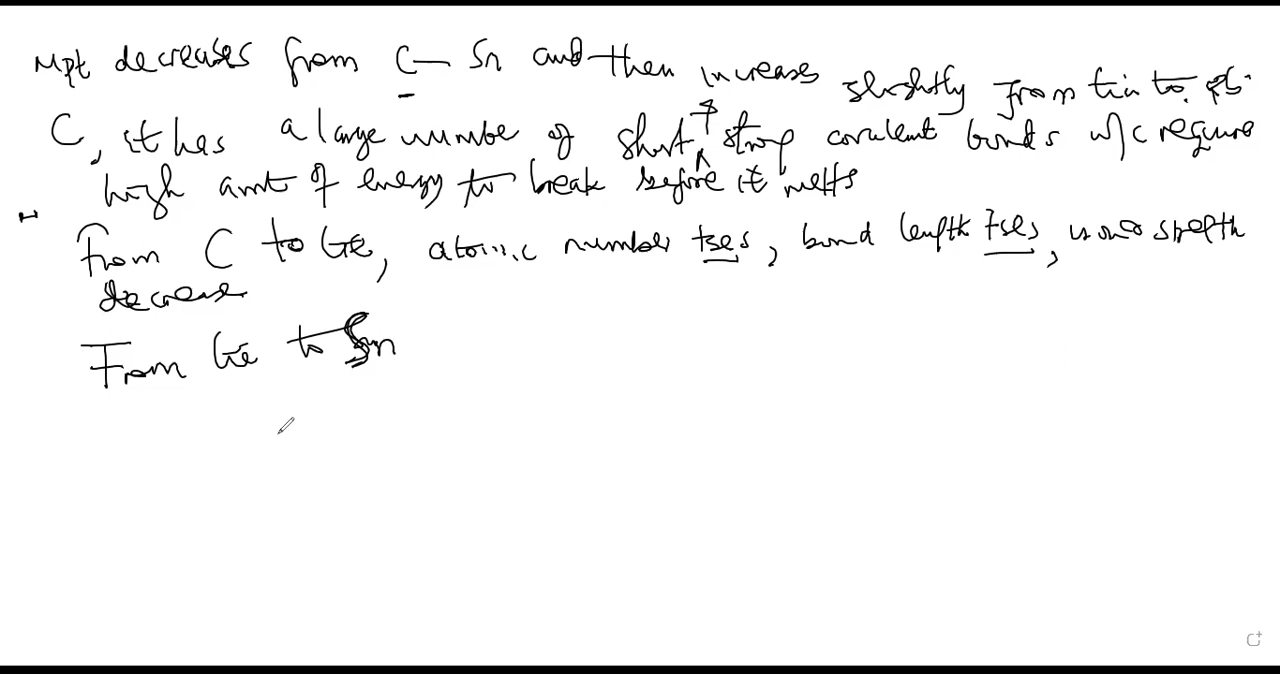 Mpt decreases from C – Sn and then increases slightly from tin to Pb.
C, it has a large number of short & strong covalent bonds w/c require
high amt of energy to break before it melts
From C to Ge, atomic number ↑ses, bond length ↑ses, strength
decrease
From Ge to Sn